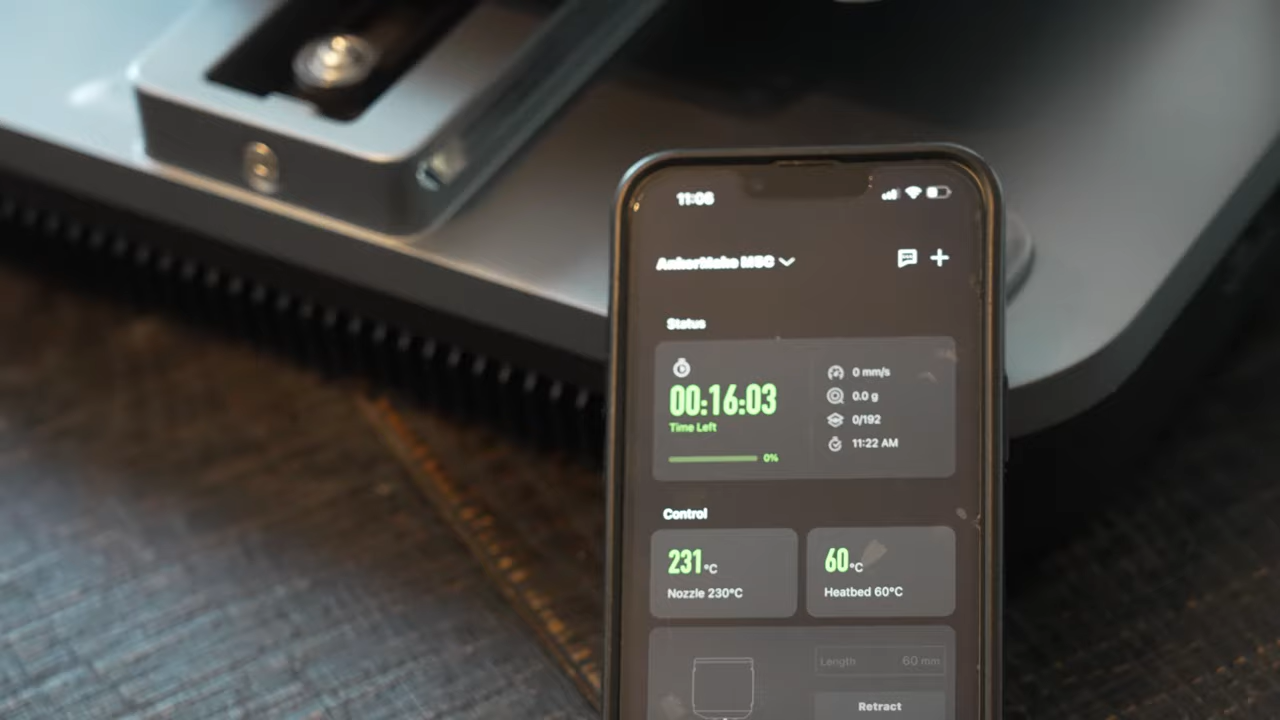 11:06
AnkerMake M5C
Status
00:16:03
Time Left
0%
0 mm/s
0.0 g
0/192
11:22 AM
Control
231°C
Nozzle 230°C
60°C
Heatbed 60°C
Length 60 mm
Retract